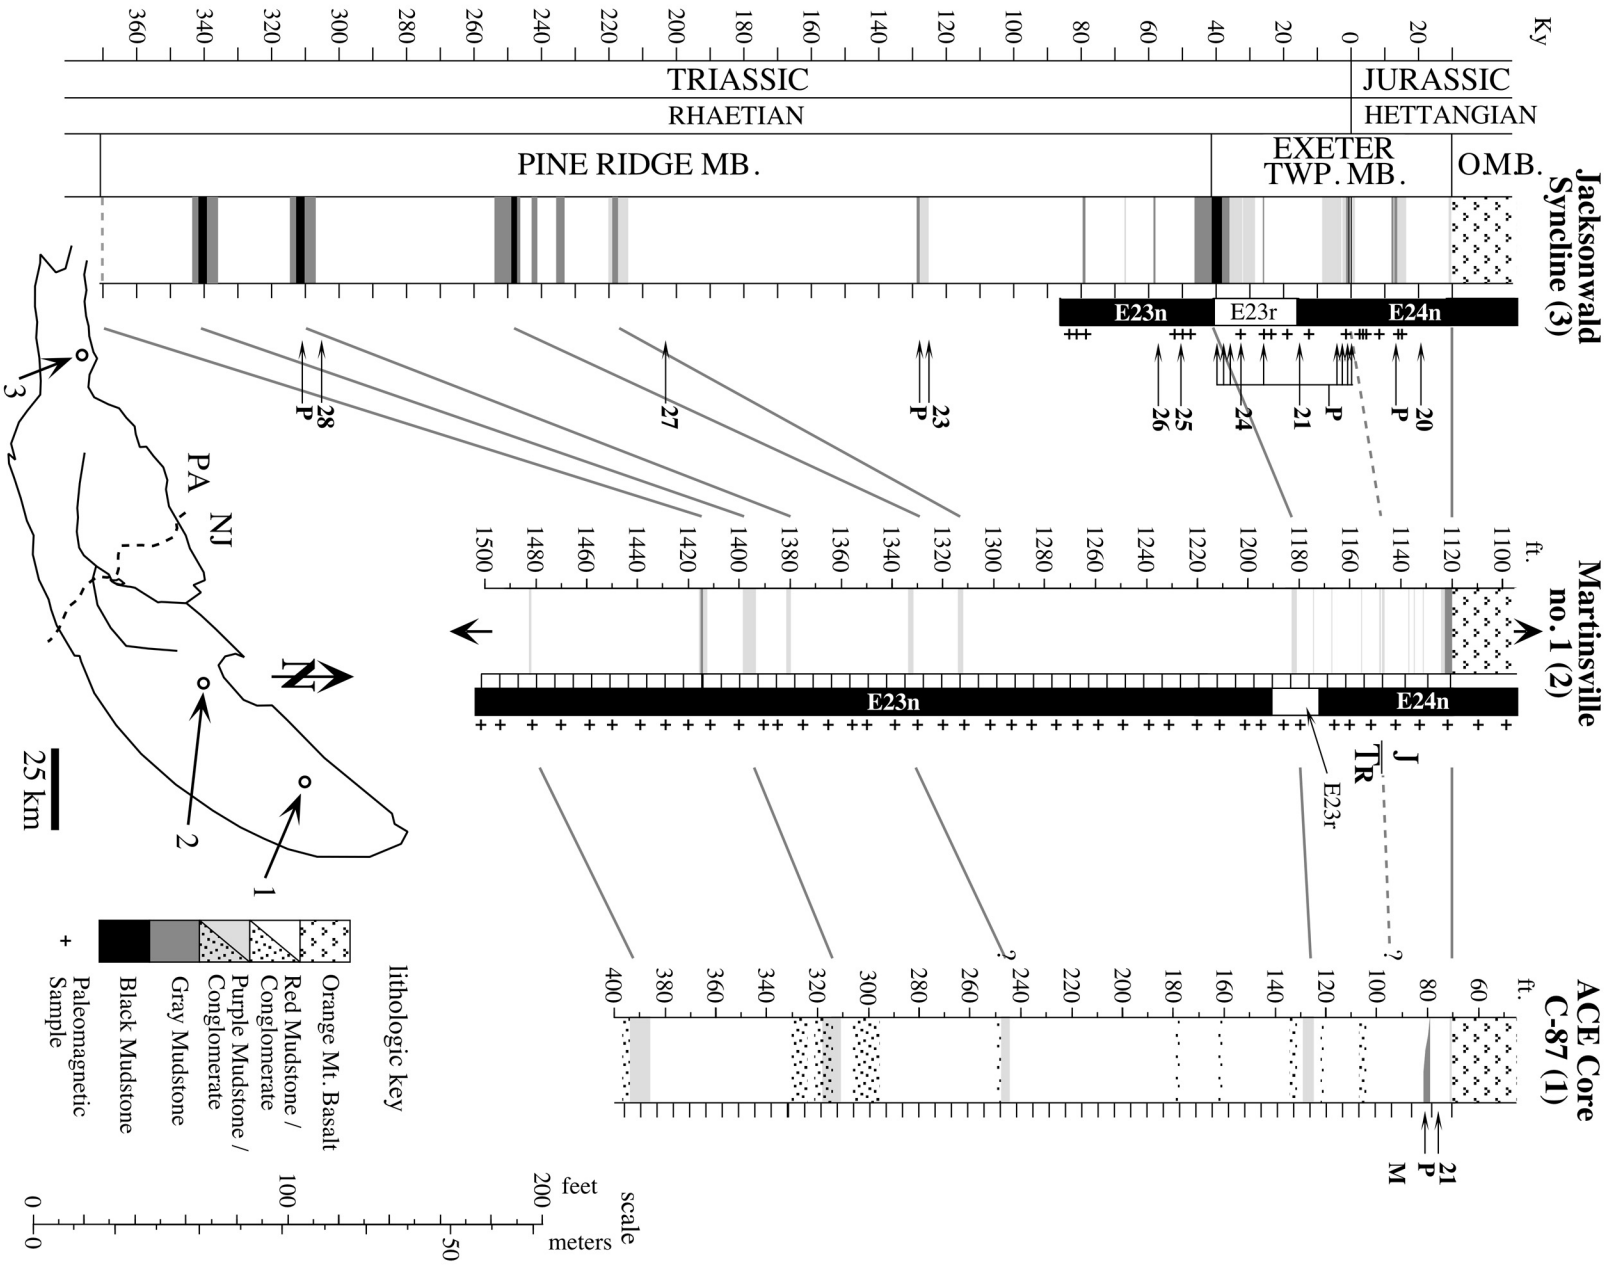 Ky
360
340
320
300
280
260
240
220
200
180
160
140
120
100
80
60
40
20
0
20
TRIASSIC
JURASSIC
RHAETIAN
HETTANGIAN
PINE RIDGE MB.
EXETER
TWP. MB.
O.M.B.
Jacksonwald
Syncline (3)
E23n
E23r
E24n
P
28
27
P
23
26
25
24
21
P
P
20
ft.
1500
1480
1460
1440
1420
1400
1380
1360
1340
1320
1300
1280
1260
1240
1220
1200
1180
1160
1140
1120
1100
Martinsville
no. 1 (2)
E23n
E24n
E23r
J
TR
ft.
400
380
360
340
320
300
280
260
240
220
200
180
160
140
120
100
80
60
?
?
ACE Core
C-87 (1)
21
P
M
3
PA
NJ
N
2
1
25 km
lithologic key
Orange Mt. Basalt
Red Mudstone /
Conglomerate
Purple Mudstone /
Conglomerate
Gray Mudstone
Black Mudstone
+
Paleomagnetic
Sample
scale
feet
0
100
200
meters
0
50